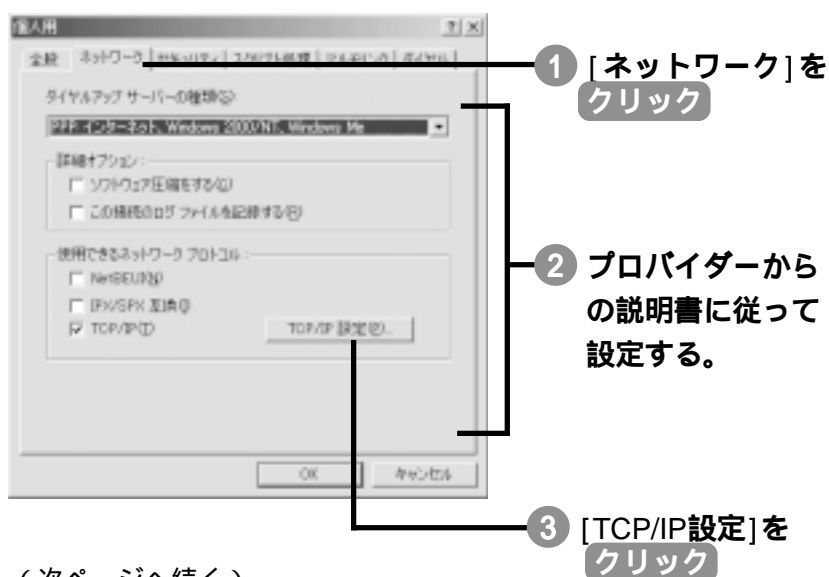 個人用
全般 ネットワーク セキュリティ スクリプト処理 マルチリンク ダイヤル
ダイヤルアップ サーバーの種類(S):
PPP: インターネット、Windows 2000/NT、Windows Me
詳細オプション:
ソフトウェア圧縮をする(C)
この接続のログ ファイルを記録する(R)
使用できるネットワーク プロトコル:
NetBEUI(N)
IPX/SPX 互換(I)
TCP/IP(T) TCP/IP 設定(P)...
OK キャンセル
1 [ネットワーク]を
クリック
2 プロバイダーから
の説明書に従って
設定する。
3 [TCP/IP設定]を
クリック
(次ページへ続く)